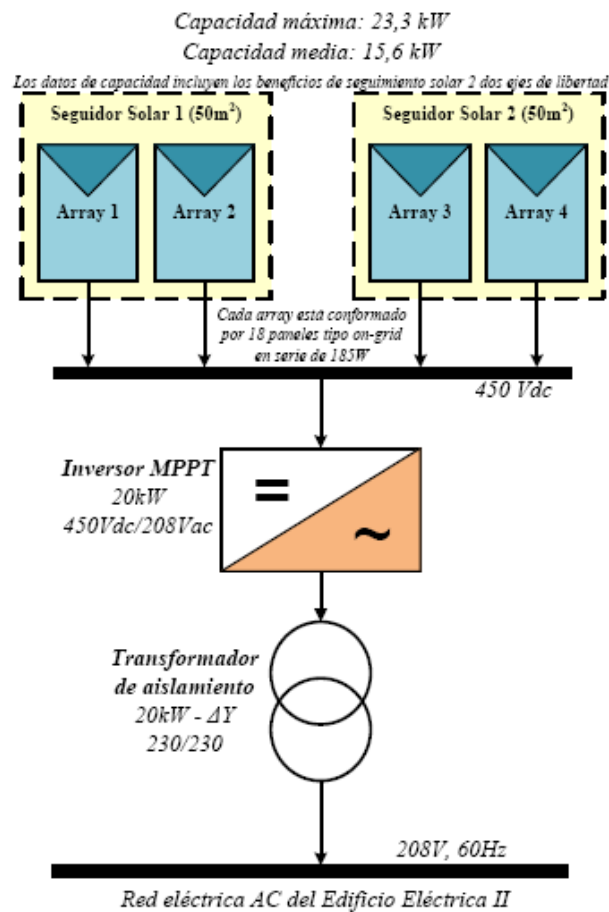 Capacidad máxima: 23,3 kW
Capacidad media: 15,6 kW
Los datos de capacidad incluyen los beneficios de seguimiento solar 2 dos ejes de libertad
Seguidor Solar 1 (50m²)
Seguidor Solar 2 (50m²)
Array 1
Array 2
Array 3
Array 4
Cada array está conformado
por 18 paneles tipo on-grid
en serie de 185W
450 Vdc
Inversor MPPT
20kW
450Vdc/208Vac
=
~
Transformador
de aislamiento
20kW - ΔY
230/230
208V, 60Hz
Red eléctrica AC del Edificio Eléctrica II